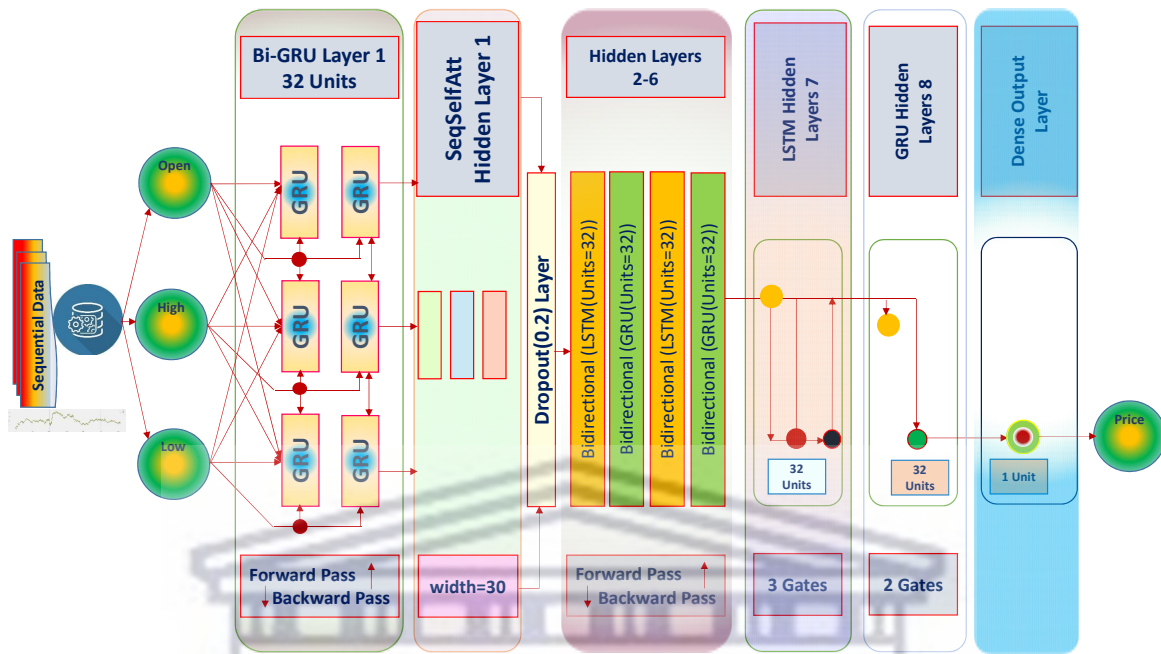 Sequential Data
Open
High
Low
Bi-GRU Layer 1
32 Units
GRU
GRU
GRU
GRU
GRU
GRU
Forward Pass
Backward Pass
SeqSelfAtt
Hidden Layer 1
width=30
Dropout(0.2) Layer
Hidden Layers
2-6
Bidirectional (LSTM(Units=32))
Bidirectional (GRU(Units=32))
Bidirectional (LSTM(Units=32))
Bidirectional (GRU(Units=32))
Forward Pass
Backward Pass
LSTM Hidden
Layers 7
32
Units
3 Gates
GRU Hidden
Layers 8
32
Units
2 Gates
Dense Output
Layer
1 Unit
Price